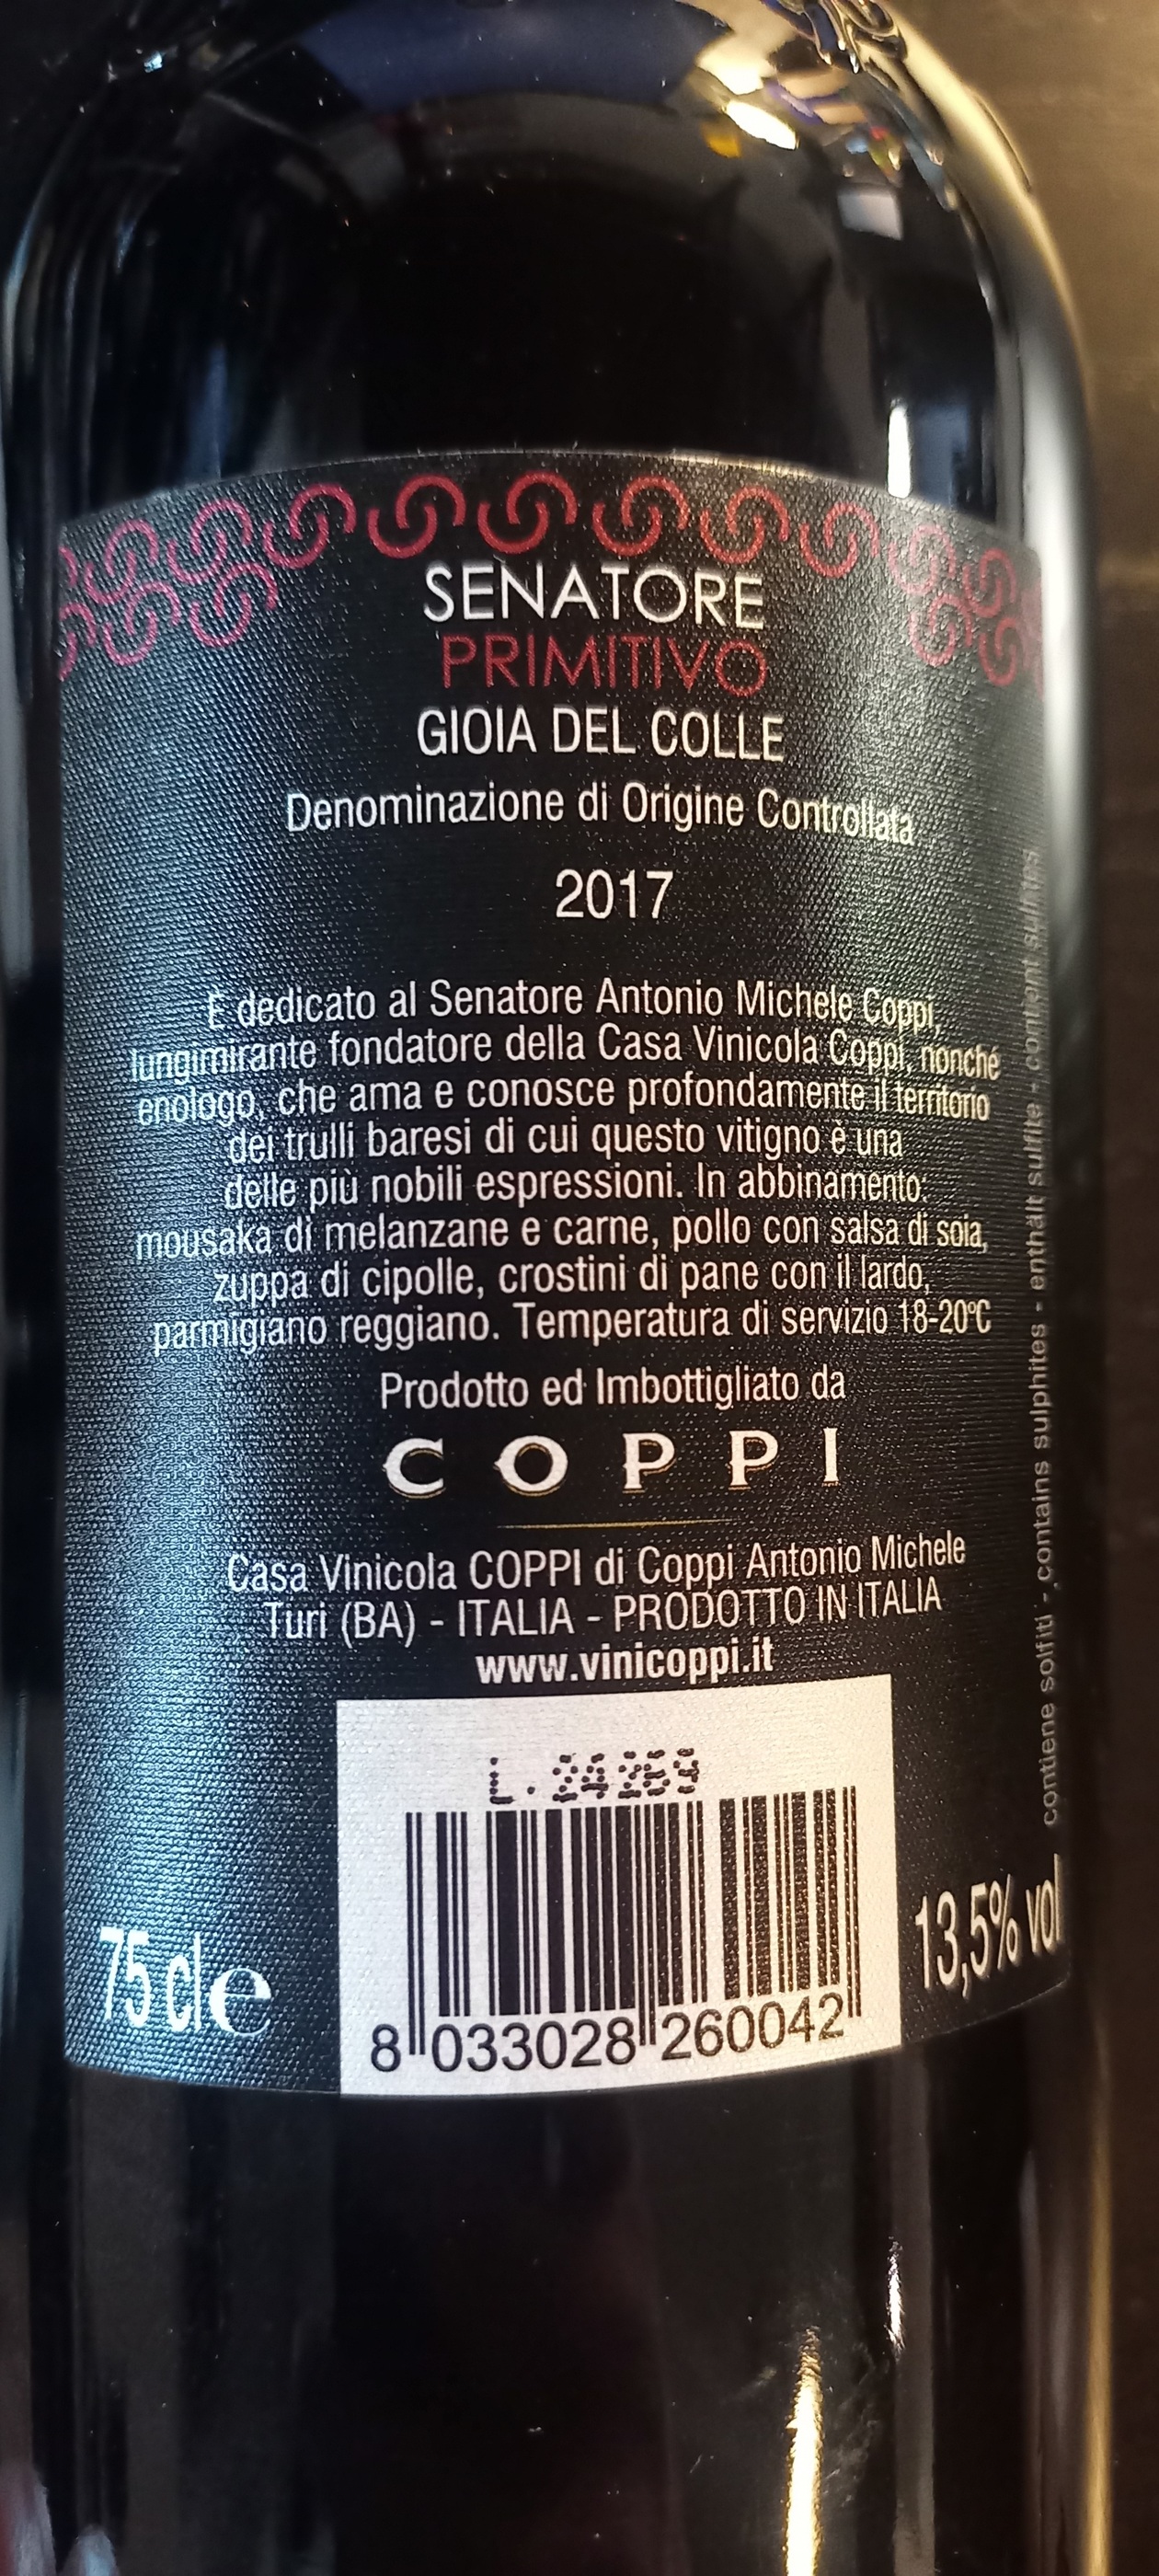 SENATORE
PRIMITIVO
GIOIA DEL COLLE
Denominazione di Origine Controllata
2017
È dedicato al Senatore Antonio Michele Coppi,
lungimirante fondatore della Casa Vinicola Coppi, nonché
enologo, che ama e conosce profondamente il territorio
dei trulli baresi di cui questo vitigno è una
delle più nobili espressioni. In abbinamento:
mousaka di melanzane e carne, pollo con salsa di soia,
zuppa di cipolle, crostini di pane con il lardo,
parmigiano reggiano. Temperatura di servizio 18-20°C
Prodotto ed Imbottigliato da
COPPI
Casa Vinicola COPPI di Coppi Antonio Michele
Turi (BA) - ITALIA - PRODOTTO IN ITALIA
www.vinicoppi.it
L. 24269
75 cl e
8 033028 260042
13,5% vol
contiene solfiti - contains sulphites - enthält sulfite - contient sulfites